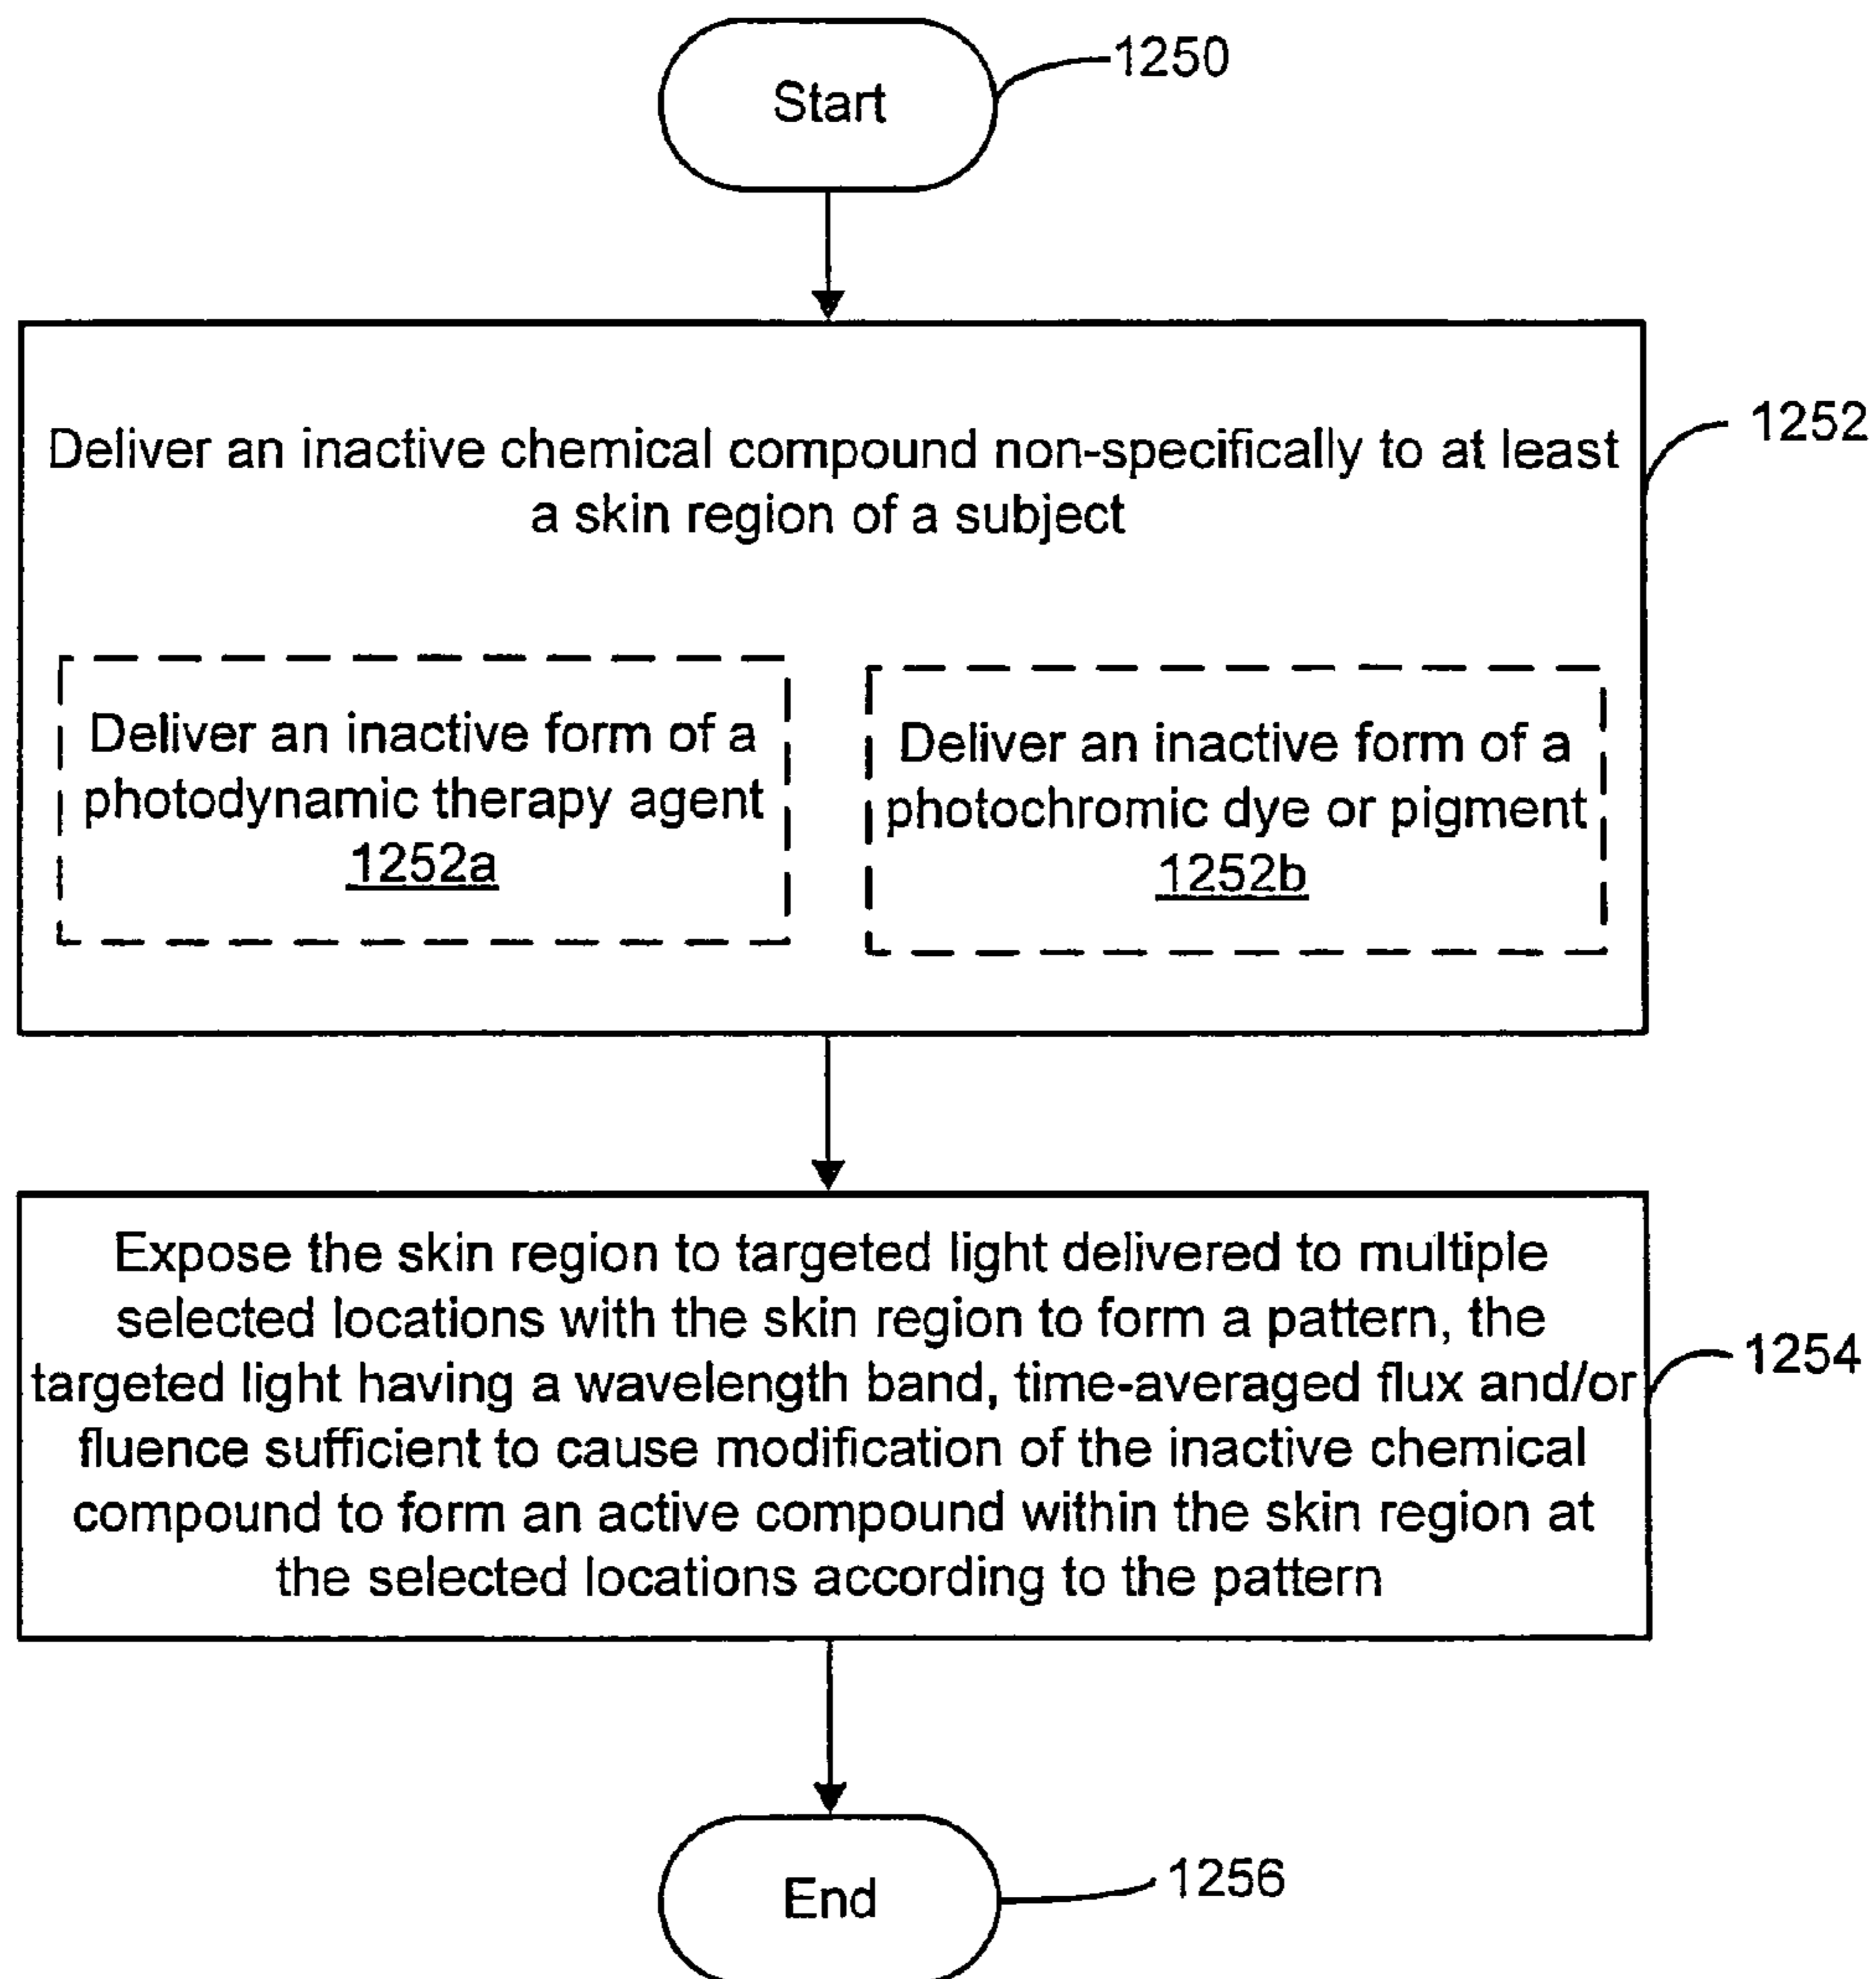 Start
1250
Deliver an inactive chemical compound non-specifically to at least
a skin region of a subject
1252
Deliver an inactive form of a
photodynamic therapy agent
1252a
Deliver an inactive form of a
photochromic dye or pigment
1252b
Expose the skin region to targeted light delivered to multiple
selected locations with the skin region to form a pattern, the
targeted light having a wavelength band, time-averaged flux and/or
fluence sufficient to cause modification of the inactive chemical
compound to form an active compound within the skin region at
the selected locations according to the pattern
1254
End
1256